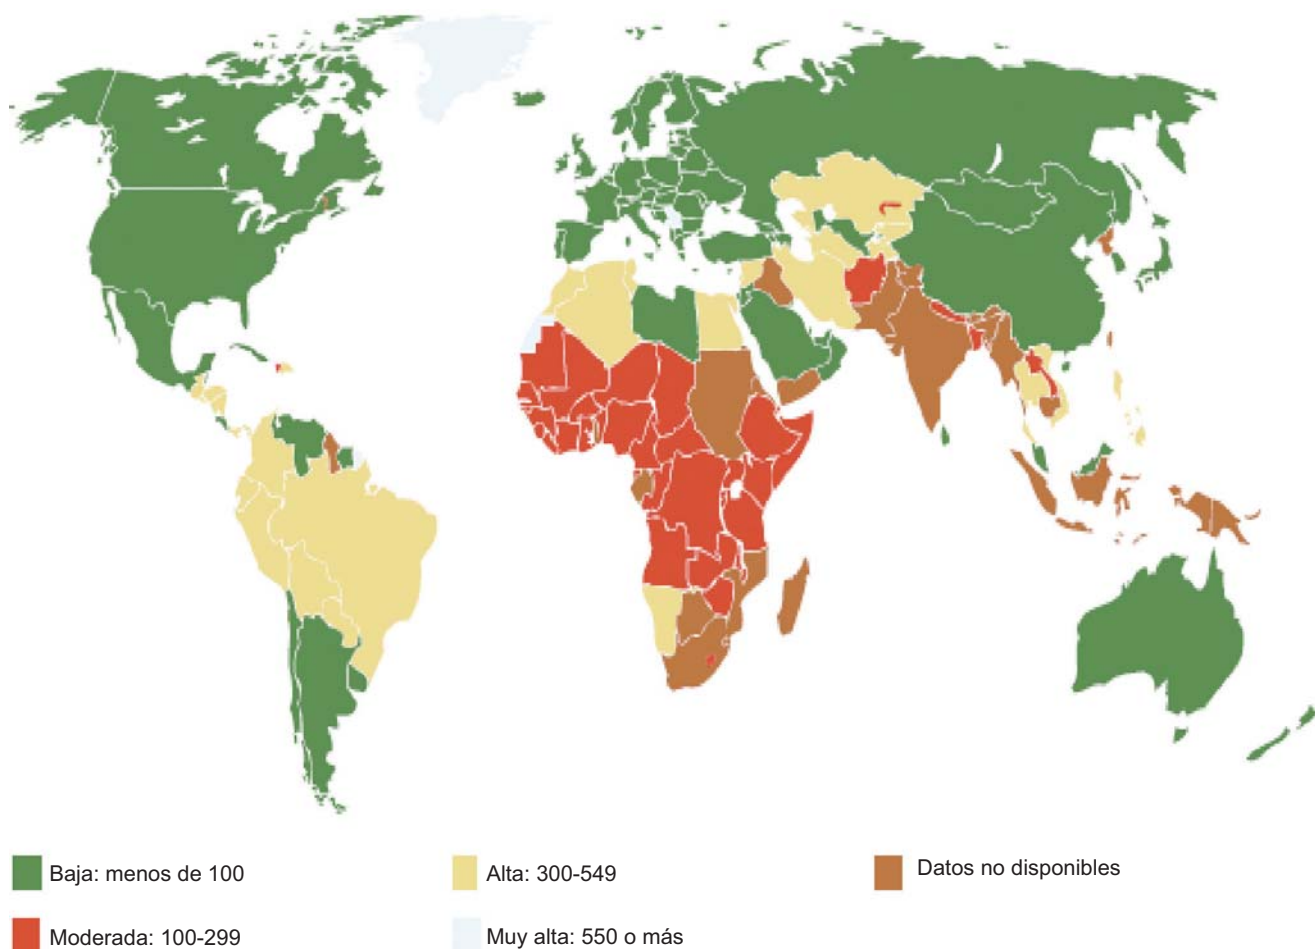 Baja: menos de 100
Alta: 300-549
Datos no disponibles
Moderada: 100-299
Muy alta: 550 o más